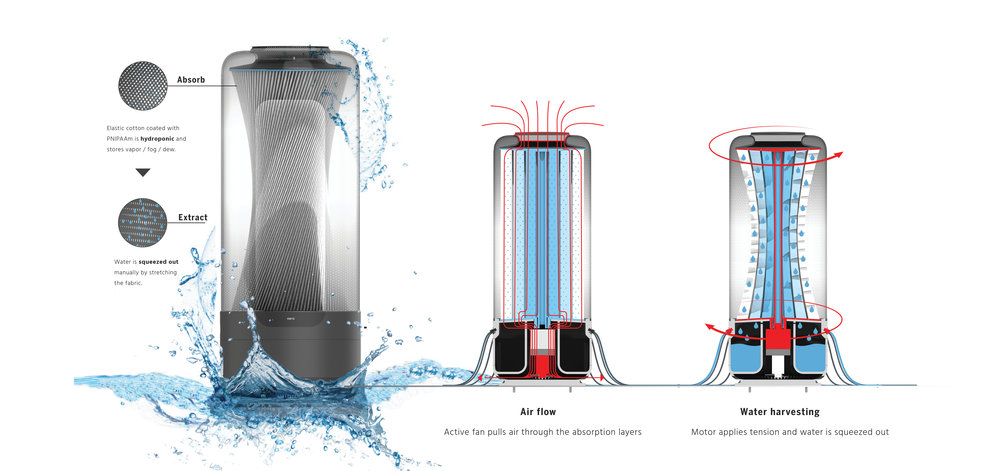 Absorb
Elastic cotton coated with
PNIPAAm is hydroponic and
stores vapor / fog / dew.
Extract
Water is squeezed out
manually by stretching
the fabric.
Air flow
Active fan pulls air through the absorption layers
Water harvesting
Motor applies tension and water is squeezed out